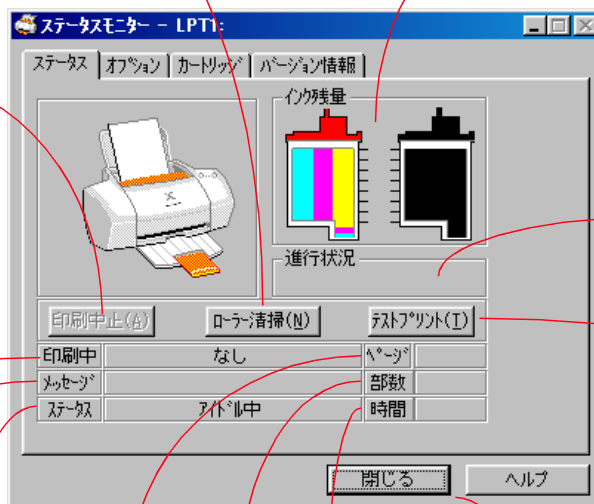 ステータスモニター - LPT1:
ステータス オプション カートリッジ バージョン情報
インク残量
進行状況
印刷中止(A) ローラー清掃(N) テストプリント(T)
印刷中 なし ページ
メッセージ 部数
ステータス アイドル中 時間
閉じる ヘルプ